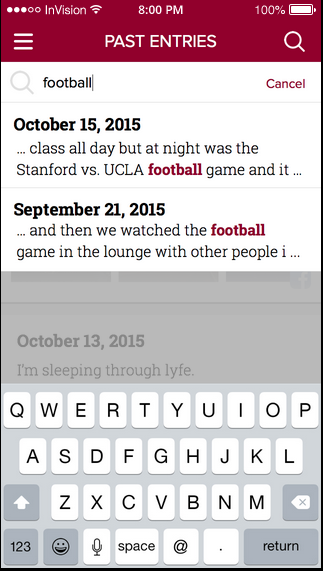 InVision 8:00 PM 100%
PAST ENTRIES
football Cancel
October 15, 2015
... class all day but at night was the
Stanford vs. UCLA football game and it ...
September 21, 2015
... and then we watched the football
game in the lounge with other people i ...
October 13, 2015
I'm sleeping through lyfe.
Q W E R T Y U I O P
A S D F G H J K L
Z X C V B N M
123 space @ . return